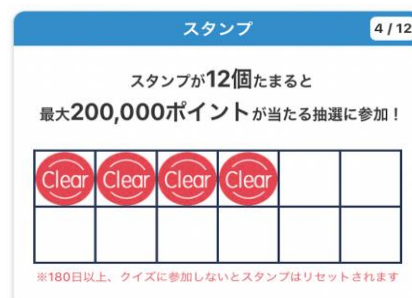 スタンプ
4 / 12
スタンプが12個たまると
最大200,000ポイントが当たる抽選に参加！
Clear Clear Clear Clear
※180日以上、クイズに参加しないとスタンプはリセットされます